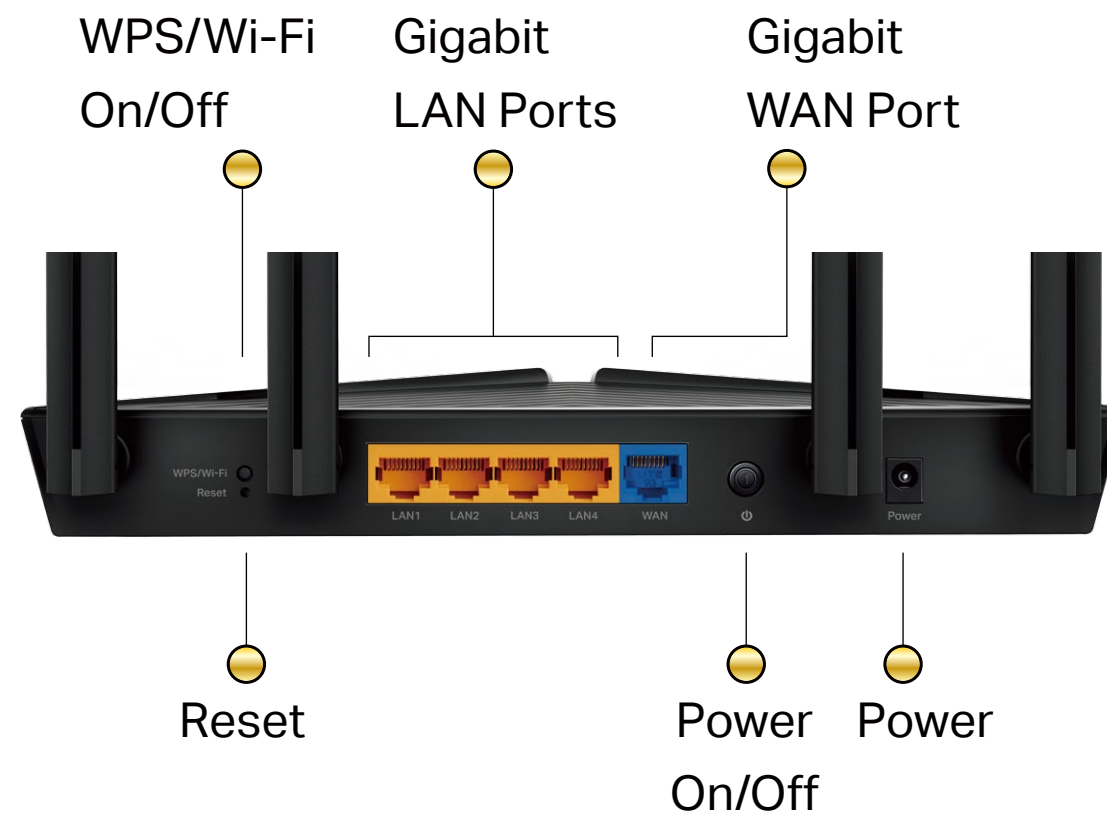 WPS/Wi-Fi
On/Off
Gigabit
LAN Ports
Gigabit
WAN Port
WPS/Wi-Fi
Reset
LAN1 LAN2 LAN3 LAN4 WAN
Power
Reset
Power
On/Off
Power